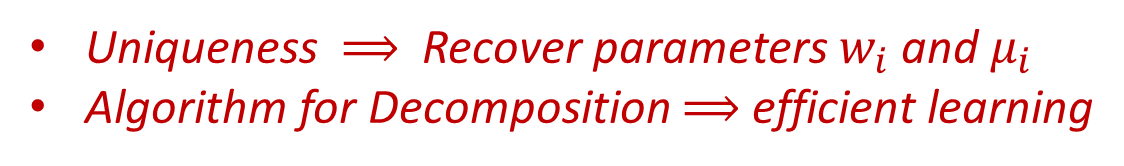 • Uniqueness ⟹ Recover parameters wᵢ and μᵢ
• Algorithm for Decomposition ⟹ efficient learning